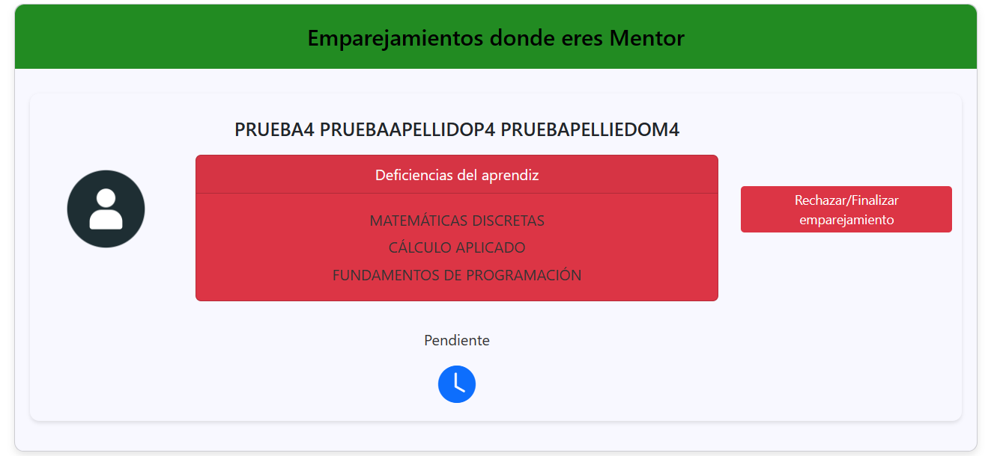 Emparejamientos donde eres Mentor
PRUEBA4 PRUEBAAPELLIDOP4 PRUEBAPELLIEDOM4
Deficiencias del aprendiz
MATEMÁTICAS DISCRETAS
CÁLCULO APLICADO
FUNDAMENTOS DE PROGRAMACIÓN
Rechazar/Finalizar
emparejamiento
Pendiente